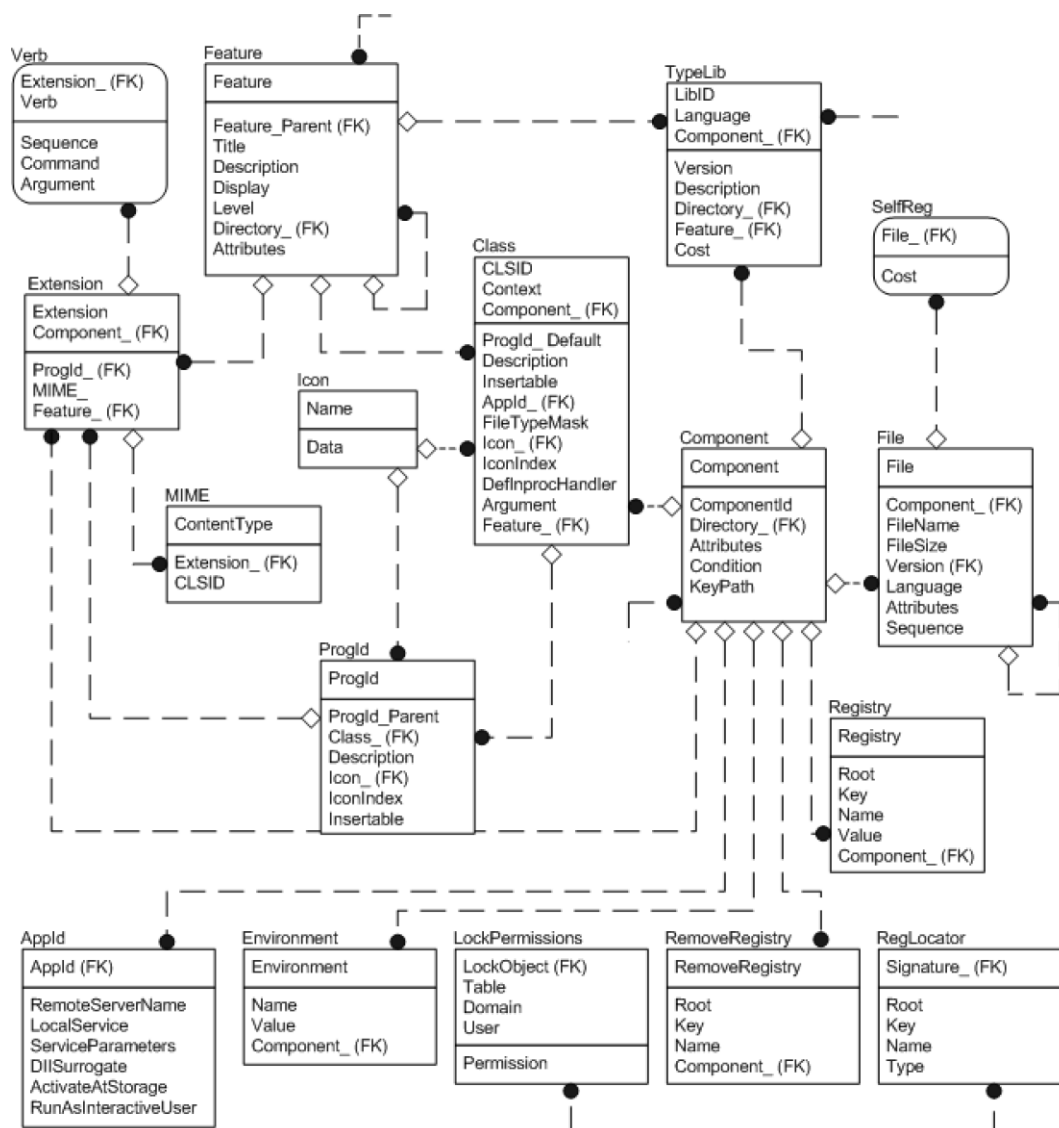 Verb
Extension_ (FK)
Verb
Sequence
Command
Argument
Feature
Feature
Feature_Parent (FK)
Title
Description
Display
Level
Directory_ (FK)
Attributes
TypeLib
LibID
Language
Component_ (FK)
Version
Description
Directory_ (FK)
Feature_ (FK)
Cost
SelfReg
File_ (FK)
Cost
Extension
Extension
Component_ (FK)
ProgId_ (FK)
MIME_
Feature_ (FK)
Class
CLSID
Context
Component_ (FK)
ProgId_ Default
Description
Insertable
AppId_ (FK)
FileTypeMask
Icon_ (FK)
IconIndex
DefInprocHandler
Argument
Feature_ (FK)
Icon
Name
Data
MIME
ContentType
Extension_ (FK)
CLSID
Component
Component
ComponentId
Directory_ (FK)
Attributes
Condition
KeyPath
File
File
Component_ (FK)
FileName
FileSize
Version (FK)
Language
Attributes
Sequence
ProgId
ProgId
ProgId_Parent
Class_ (FK)
Description
Icon_ (FK)
IconIndex
Insertable
Registry
Registry
Root
Key
Name
Value
Component_ (FK)
AppId
AppId (FK)
RemoteServerName
LocalService
ServiceParameters
DllSurrogate
ActivateAtStorage
RunAsInteractiveUser
Environment
Environment
Name
Value
Component_ (FK)
LockPermissions
LockObject (FK)
Table
Domain
User
Permission
RemoveRegistry
RemoveRegistry
Root
Key
Name
Component_ (FK)
RegLocator
Signature_ (FK)
Root
Key
Name
Type